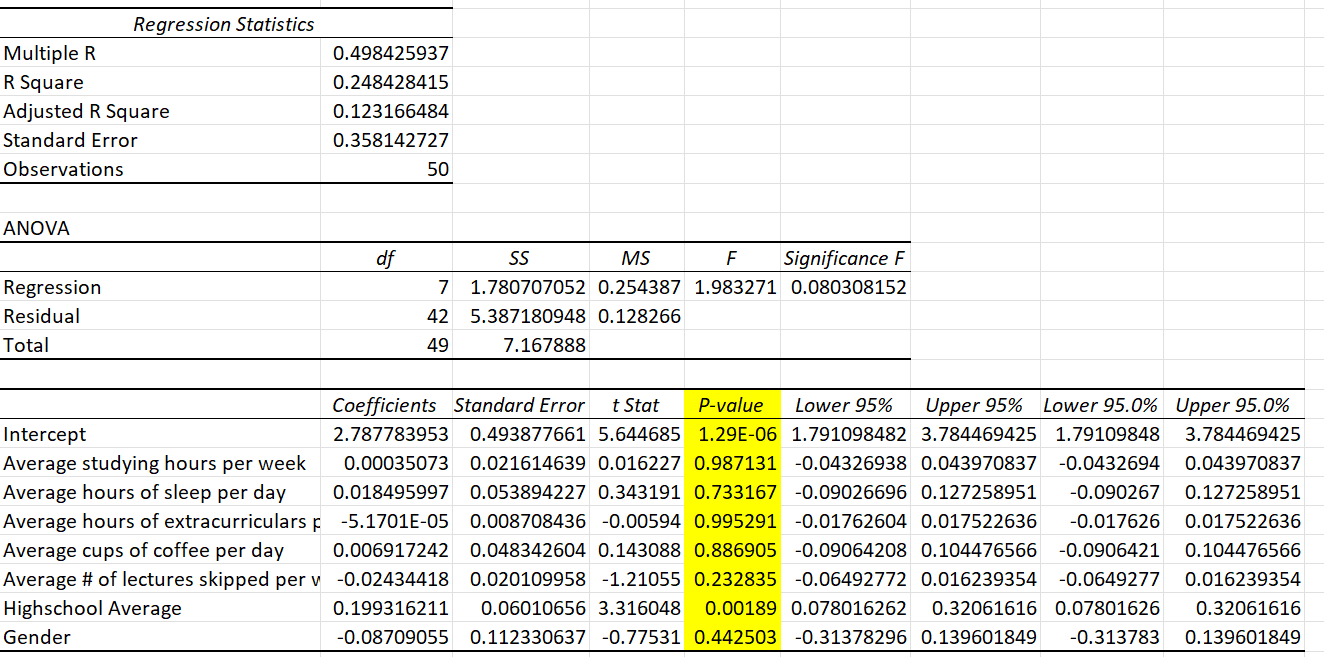 Regression Statistics
Multiple R 0.498425937
R Square 0.248428415
Adjusted R Square 0.123166484
Standard Error 0.358142727
Observations 50
ANOVA
df SS MS F Significance F
Regression 7 1.780707052 0.254387 1.983271 0.080308152
Residual 42 5.387180948 0.128266
Total 49 7.167888
Coefficients Standard Error t Stat P-value Lower 95% Upper 95% Lower 95.0% Upper 95.0%
Intercept 2.787783953 0.493877661 5.644685 1.29E-06 1.791098482 3.784469425 1.79109848 3.784469425
Average studying hours per week 0.00035073 0.021614639 0.016227 0.987131 -0.04326938 0.043970837 -0.0432694 0.043970837
Average hours of sleep per day 0.018495997 0.053894227 0.343191 0.733167 -0.09026696 0.127258951 -0.090267 0.127258951
Average hours of extracurriculars p -5.1701E-05 0.008708436 -0.00594 0.995291 -0.01762604 0.017522636 -0.017626 0.017522636
Average cups of coffee per day 0.006917242 0.048342604 0.143088 0.886905 -0.09064208 0.104476566 -0.0906421 0.104476566
Average # of lectures skipped per w -0.02434418 0.020109958 -1.21055 0.232835 -0.06492772 0.016239354 -0.0649277 0.016239354
Highschool Average 0.199316211 0.06010656 3.316048 0.00189 0.078016262 0.32061616 0.07801626 0.32061616
Gender -0.08709055 0.112330637 -0.77531 0.442503 -0.31378296 0.139601849 -0.313783 0.139601849